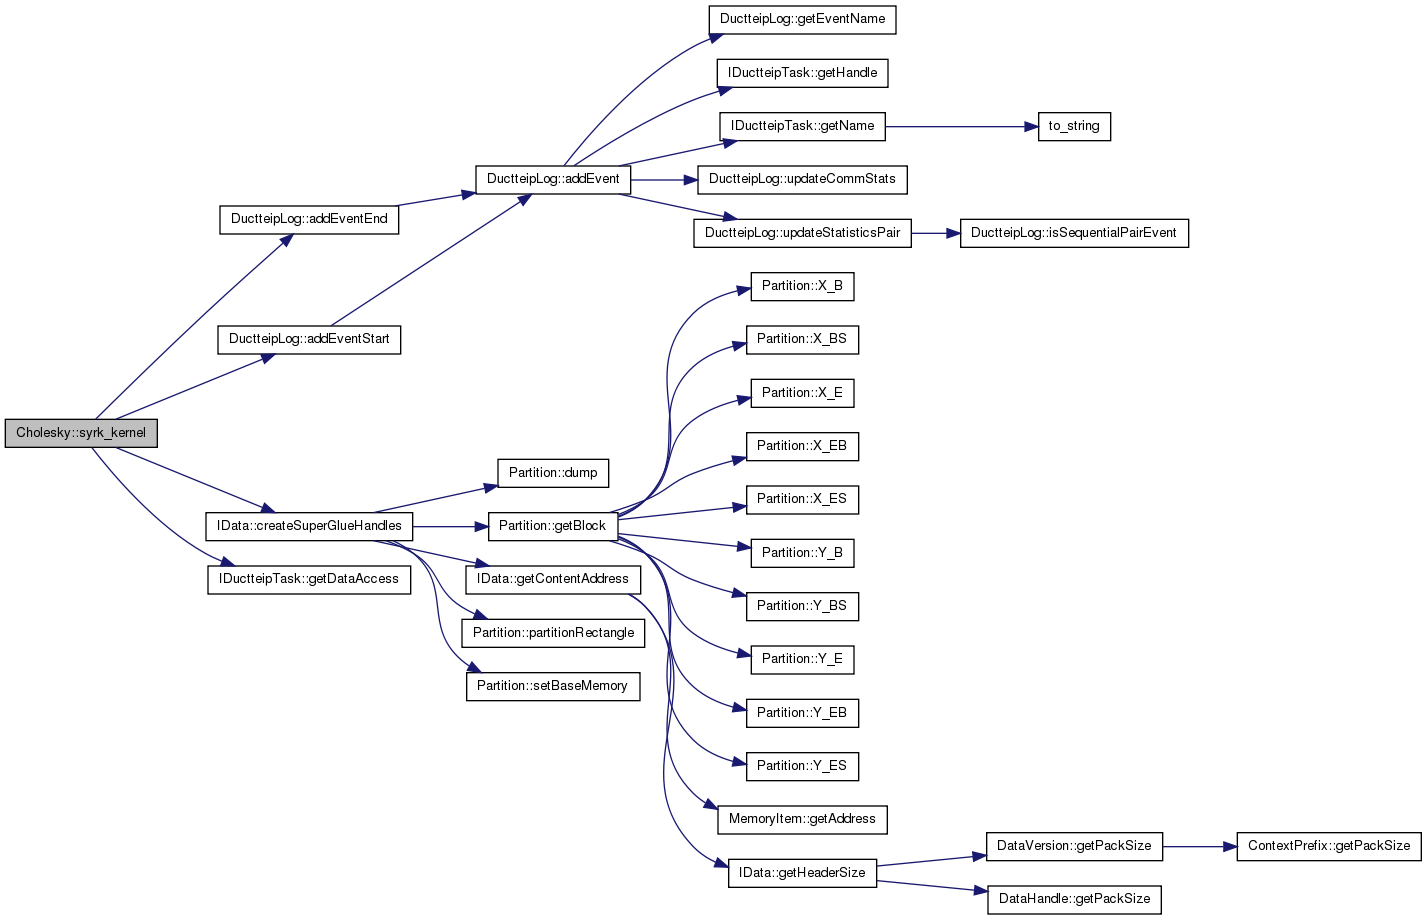 DuctteipLog::getEventName
IDuctteipTask::getHandle
IDuctteipTask::getName
to_string
DuctteipLog::addEvent
DuctteipLog::updateCommStats
DuctteipLog::addEventEnd
DuctteipLog::updateStatisticsPair
DuctteipLog::isSequentialPairEvent
Partition::X_B
DuctteipLog::addEventStart
Partition::X_BS
Partition::X_E
Cholesky::syrk_kernel
Partition::X_EB
Partition::dump
Partition::X_ES
IData::createSuperGlueHandles
Partition::getBlock
Partition::Y_B
IDuctteipTask::getDataAccess
IData::getContentAddress
Partition::Y_BS
Partition::partitionRectangle
Partition::Y_E
Partition::setBaseMemory
Partition::Y_EB
Partition::Y_ES
MemoryItem::getAddress
DataVersion::getPackSize
ContextPrefix::getPackSize
IData::getHeaderSize
DataHandle::getPackSize